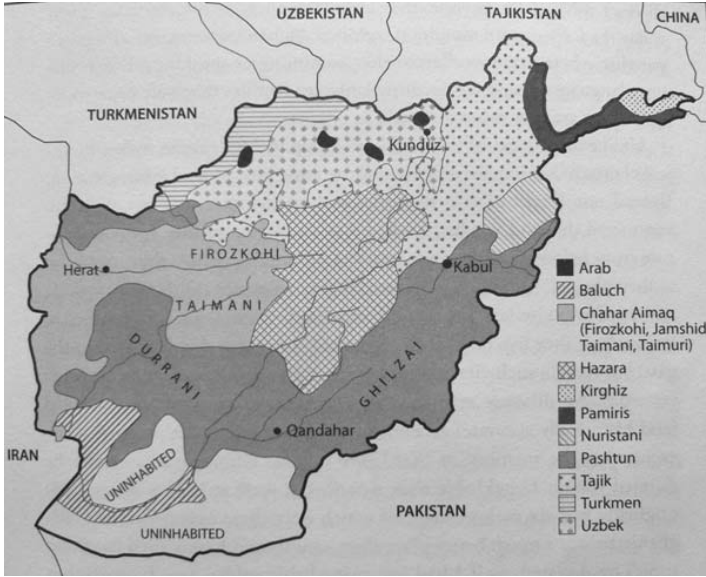 UZBEKISTAN
TAJIKISTAN
CHINA
TURKMENISTAN
Kunduz
FIROZKOHI
Herat
Kabul
TAIMANI
DURRANI
GHILZAI
Qandahar
IRAN
UNINHABITED
UNINHABITED
PAKISTAN
Arab
Baluch
Chahar Aimaq
(Firozkohi, Jamshid
Taimani, Taimuri)
Hazara
Kirghiz
Pamiris
Nuristani
Pashtun
Tajik
Turkmen
Uzbek